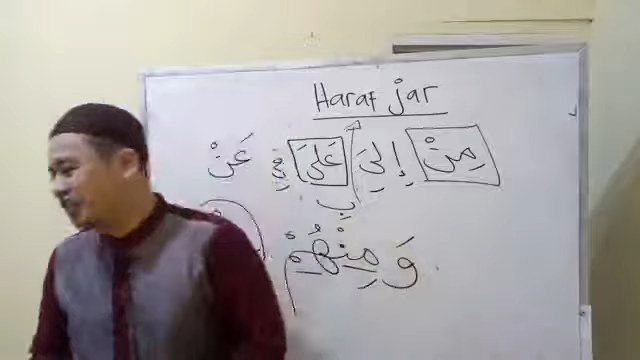 Haraf jar
مِنْ إِلَى عَلَى فِي عَنْ
بِ
وَ مِنْهُمْ